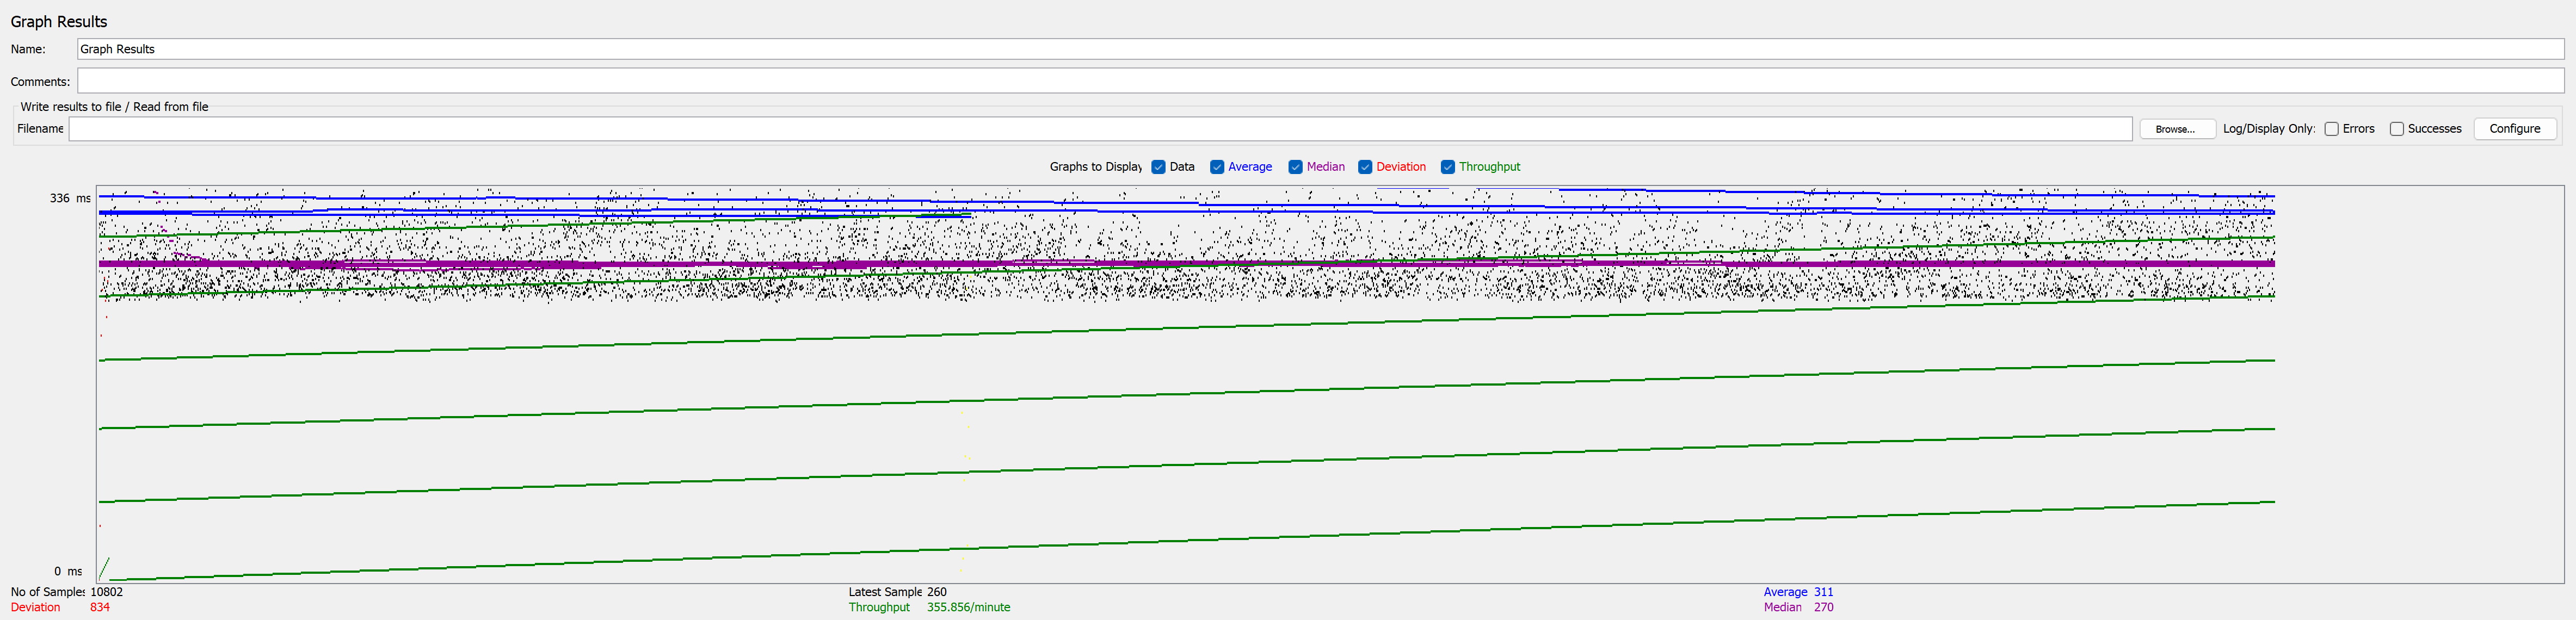 Graph Results
Name: Graph Results
Comments:
Write results to file / Read from file
Filename Browse... Log/Display Only: Errors Successes Configure
Graphs to Display Data Average Median Deviation Throughput
336 ms
0 ms
No of Samples 10802 Latest Sample 260 Average 311
Deviation 834 Throughput 355.856/minute Median 270